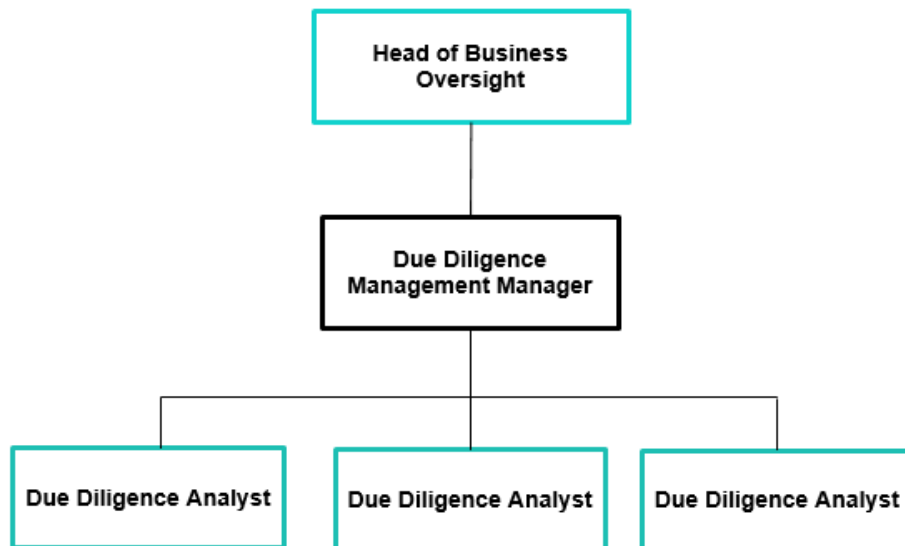 Head of Business
Oversight
Due Diligence
Management Manager
Due Diligence Analyst
Due Diligence Analyst
Due Diligence Analyst